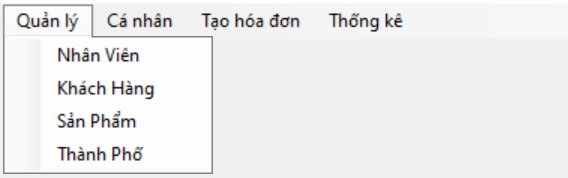 Quản lý Cá nhân Tạo hóa đơn Thống kê
Nhân Viên
Khách Hàng
Sản Phẩm
Thành Phố